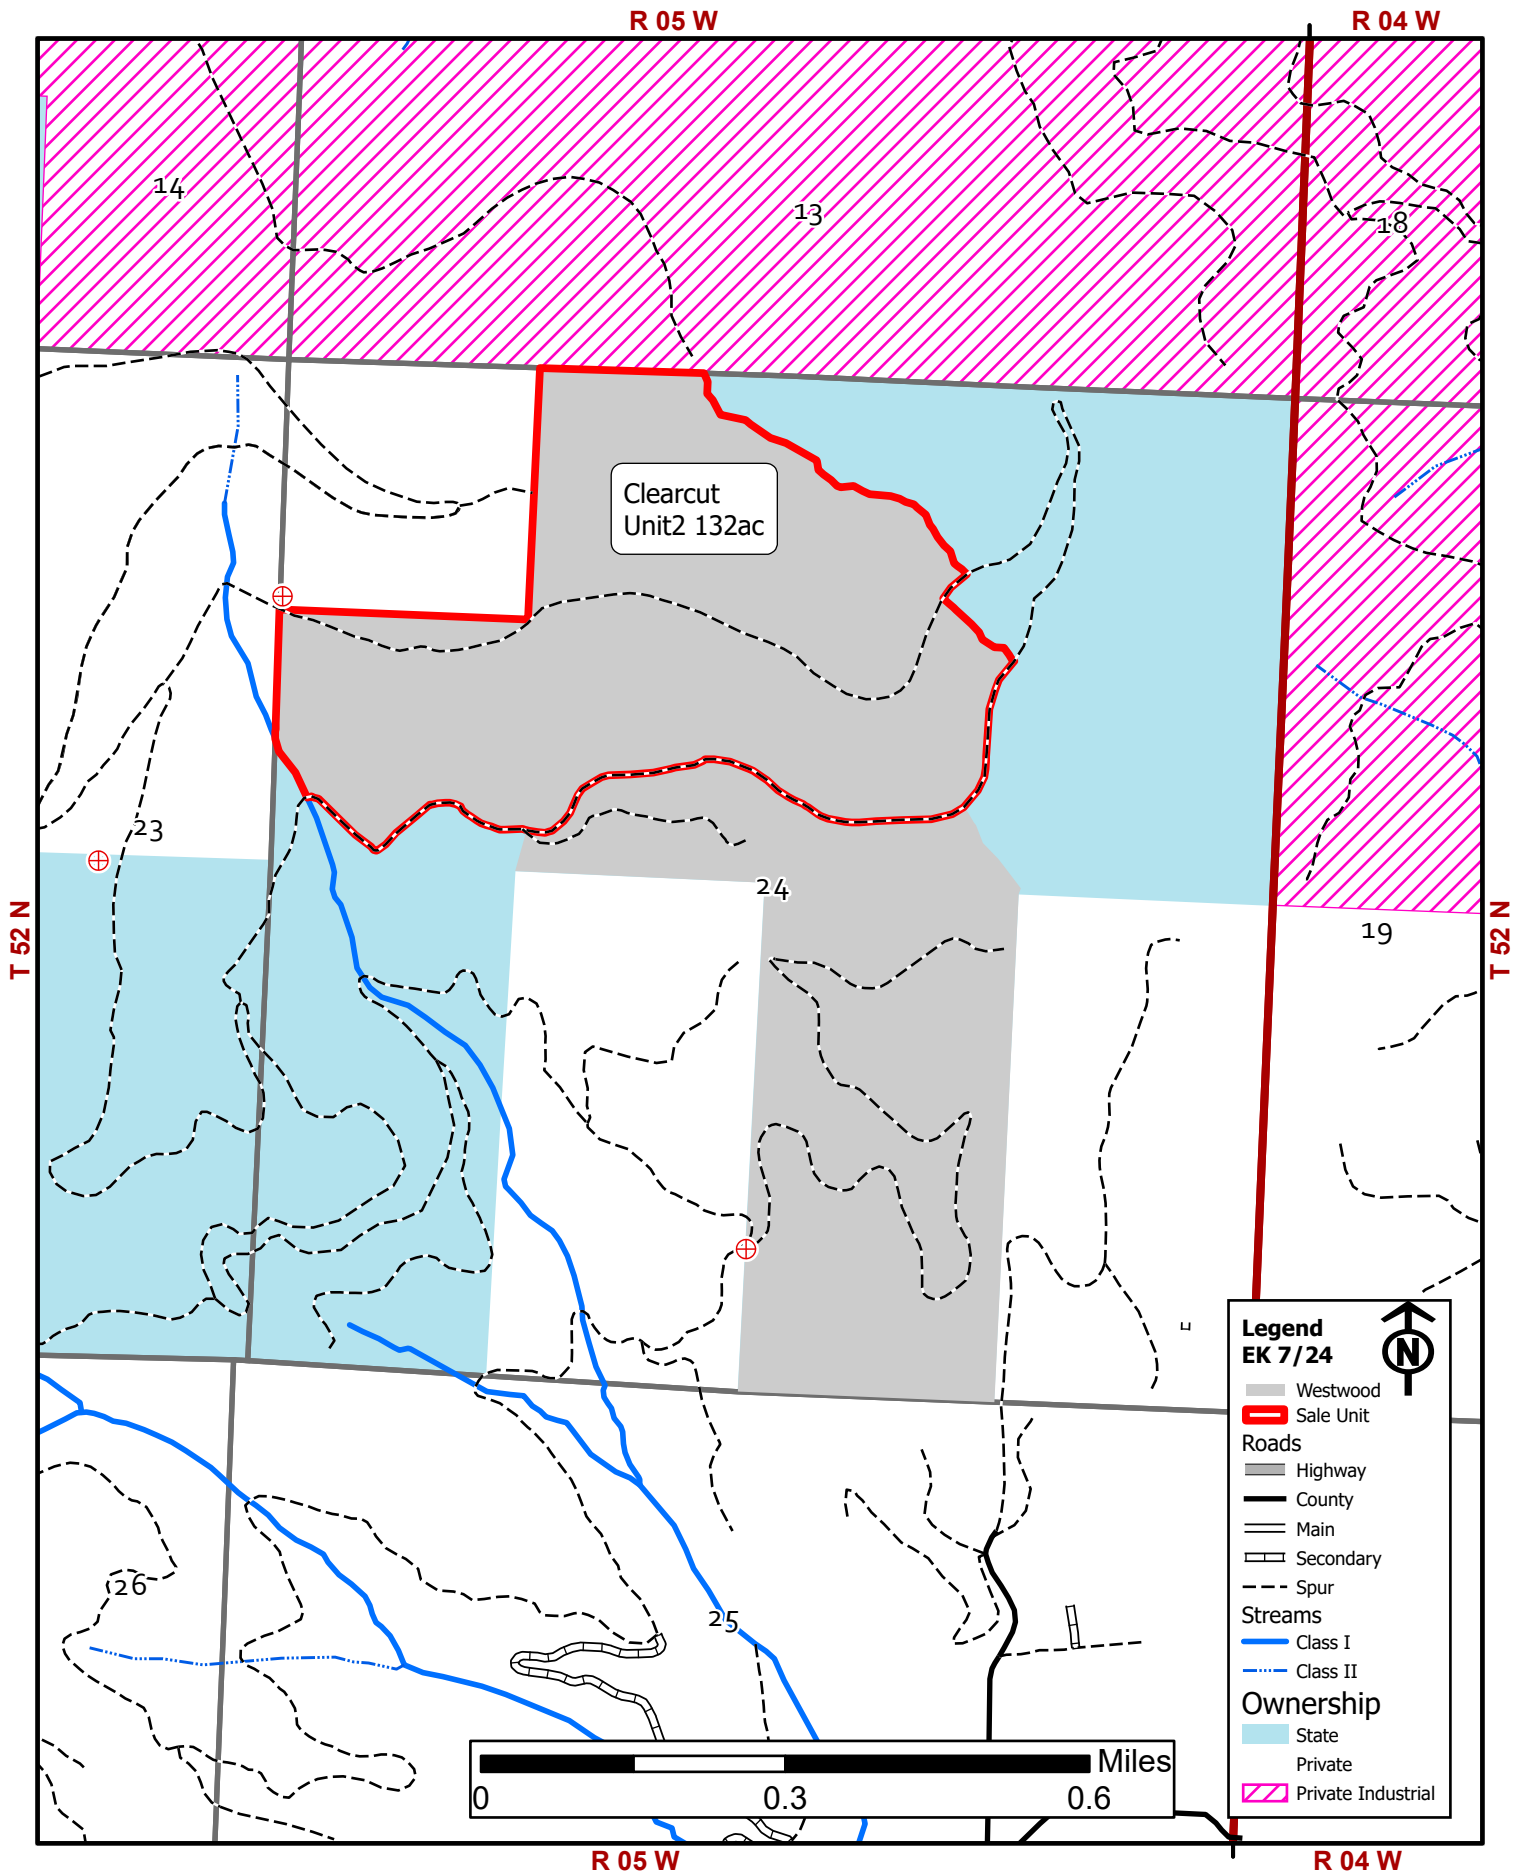 R 05 W
R 04 W
14
13
18
Clearcut
Unit2 132ac
23
24
19
T 52 N
T 52 N
26
25
Legend
EK 7/24
N
Westwood
Sale Unit
Roads
Highway
County
Main
Secondary
Spur
Streams
Class I
Class II
Ownership
State
Private
Private Industrial
Miles
0 0.3 0.6
R 05 W
R 04 W